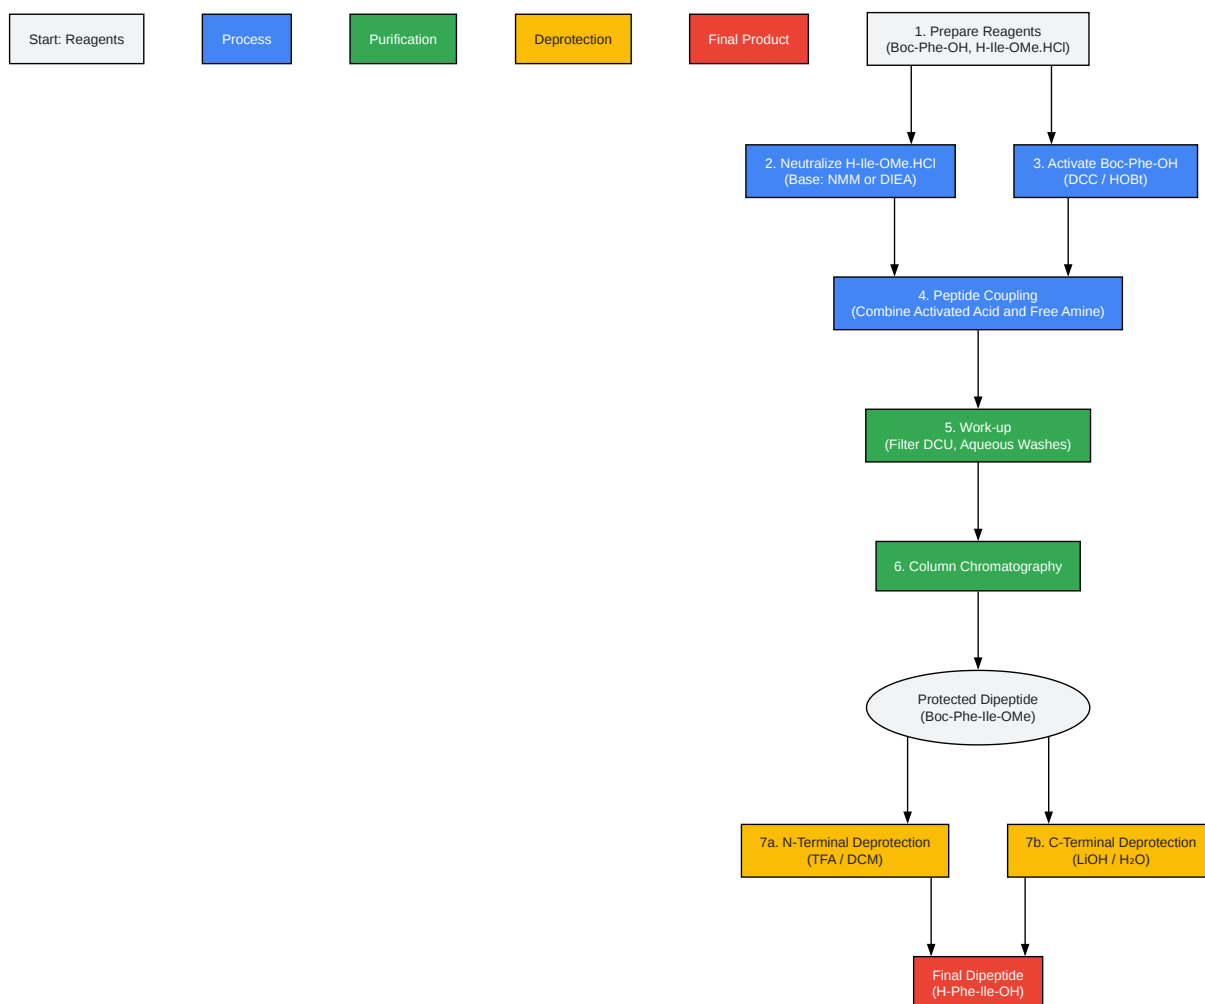 Start: Reagents
Process
Purification
Deprotection
Final Product
1. Prepare Reagents
(Boc-Phe-OH, H-Ile-OMe.HCl)
2. Neutralize H-Ile-OMe.HCl
(Base: NMM or DIEA)
3. Activate Boc-Phe-OH
(DCC / HOBt)
4. Peptide Coupling
(Combine Activated Acid and Free Amine)
5. Work-up
(Filter DCU, Aqueous Washes)
6. Column Chromatography
Protected Dipeptide
(Boc-Phe-Ile-OMe)
7a. N-Terminal Deprotection
(TFA / DCM)
7b. C-Terminal Deprotection
(LiOH / H₂O)
Final Dipeptide
(H-Phe-Ile-OH)